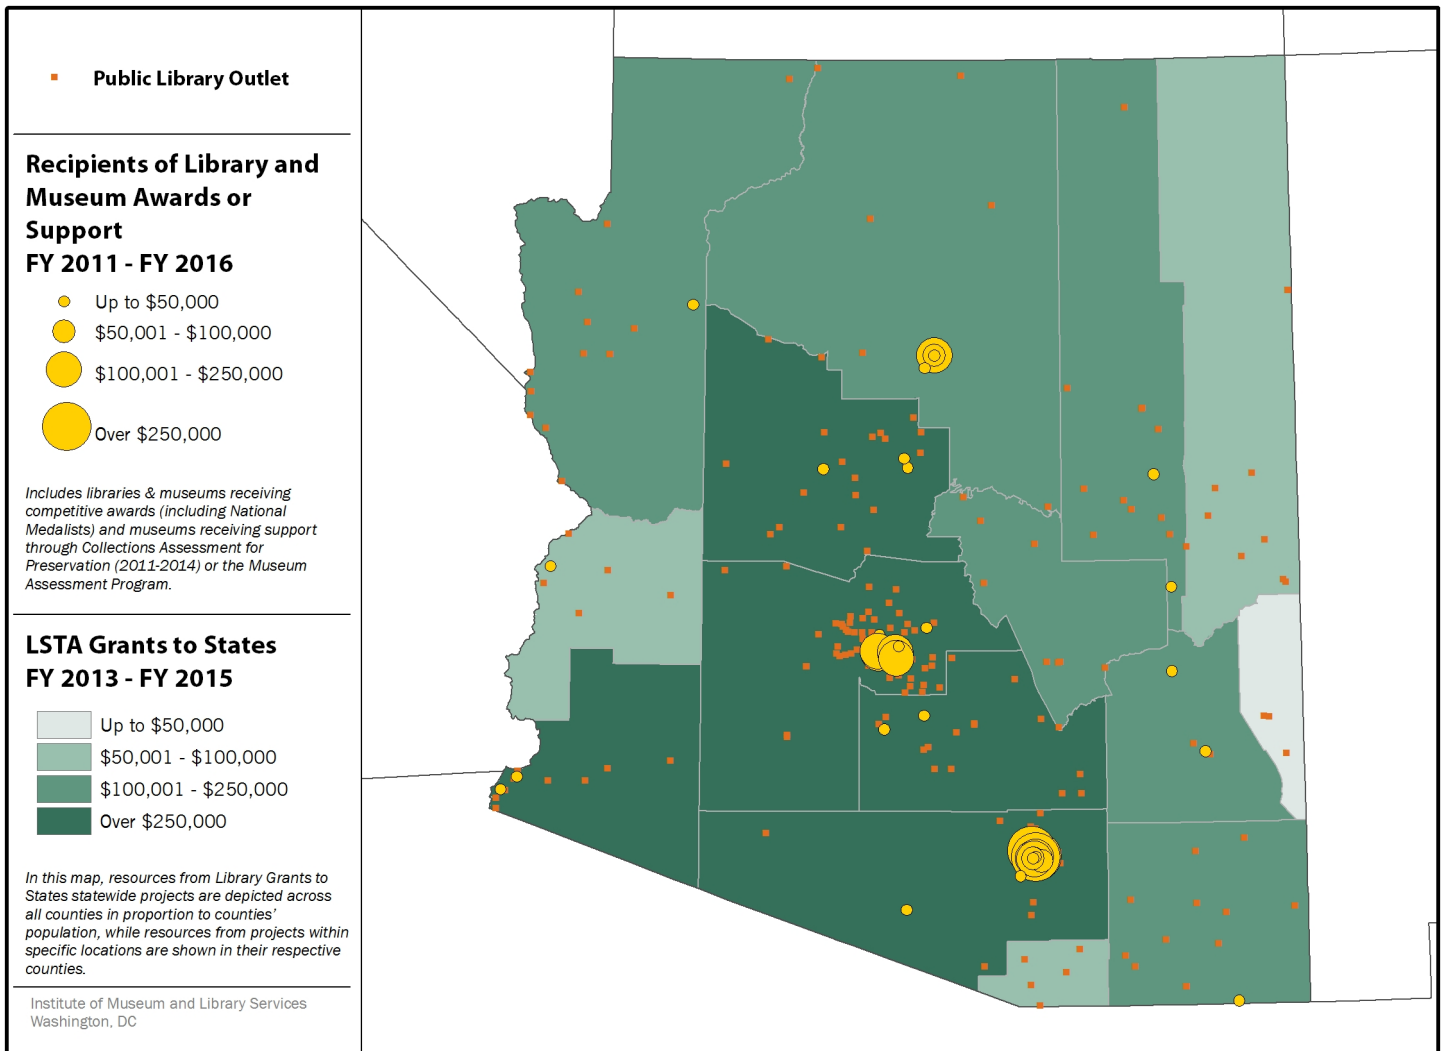 Public Library Outlet
Recipients of Library and
Museum Awards or
Support
FY 2011 - FY 2016
Up to $50,000
$50,001 - $100,000
$100,001 - $250,000
Over $250,000
Includes libraries & museums receiving
competitive awards (including National
Medalists) and museums receiving support
through Collections Assessment for
Preservation (2011-2014) or the Museum
Assessment Program.
LSTA Grants to States
FY 2013 - FY 2015
Up to $50,000
$50,001 - $100,000
$100,001 - $250,000
Over $250,000
In this map, resources from Library Grants to
States statewide projects are depicted across
all counties in proportion to counties’
population, while resources from projects within
specific locations are shown in their respective
counties.
Institute of Museum and Library Services
Washington, DC